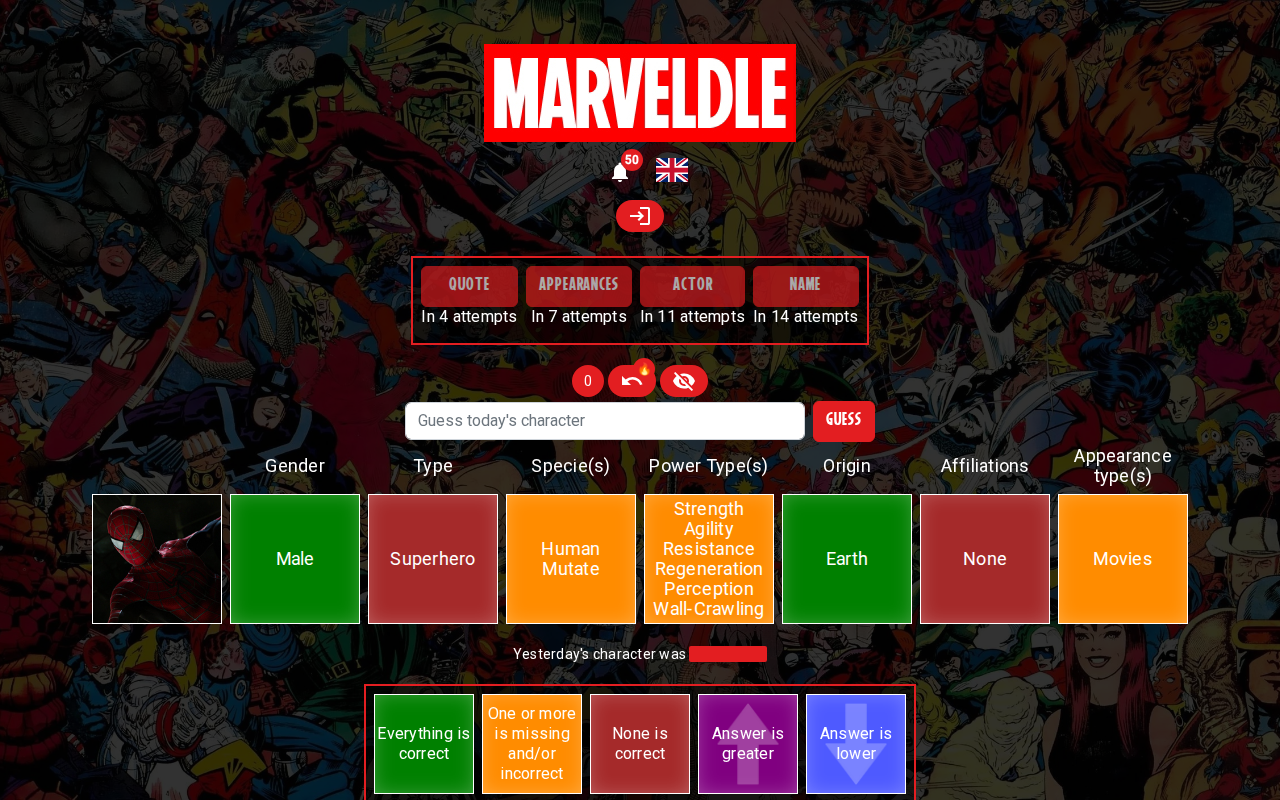 MARVELDLE
50
QUOTE APPEARANCES ACTOR NAME
In 4 attempts In 7 attempts In 11 attempts In 14 attempts
0
Guess today's character GUESS
Gender Type Specie(s) Power Type(s) Origin Affiliations Appearance type(s)
Male
Superhero
Human
Mutate
Strength
Agility
Resistance
Regeneration
Perception
Wall-Crawling
Earth
None
Movies
Yesterday's character was
Everything is
correct
One or more
is missing
and/or
incorrect
None is
correct
Answer is
greater
Answer is
lower